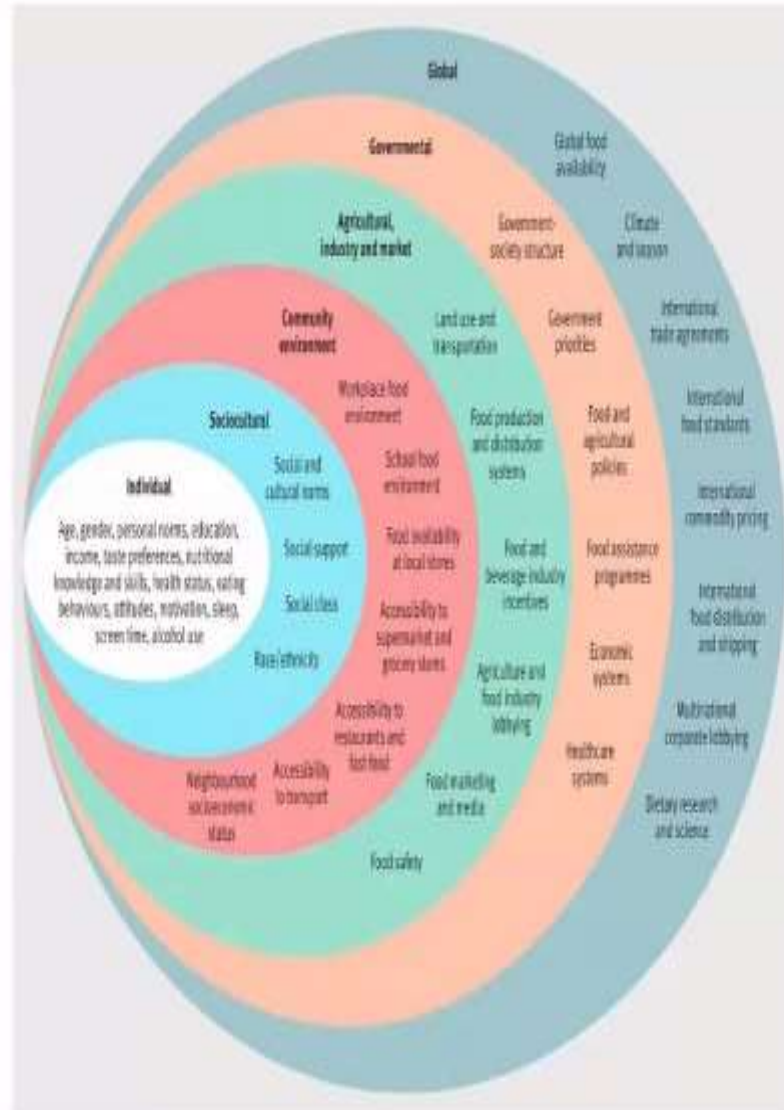 Global
Global food
availability
Climate
and season
International
trade agreements
International
food standards
International
commodity pricing
International
food distribution
and shipping
Multinational
corporate lobbying
Dietary research
and science
Governmental
Government-
society structure
Government
priorities
Food and
agricultural
policies
Food assistance
programmes
Economic
systems
Healthcare
systems
Agricultural,
industry and market
Land use and
transportation
Food production
and distribution
systems
Food and
beverage industry
incentives
Agriculture and
food industry
lobbying
Food marketing
and media
Food safety
Community
environment
Workplace food
environment
School food
environment
Food availability
at local stores
Accessibility to
supermarket and
grocery stores
Accessibility to
restaurants and
fast food
Accessibility
to transport
Neighbourhood
socioeconomic
status
Sociocultural
Social and
cultural norms
Social support
Social class
Race/ethnicity
Individual
Age, gender, personal norms, education,
income, taste preferences, nutritional
knowledge and skills, health status, eating
behaviours, attitudes, motivation, sleep,
screen time, alcohol use